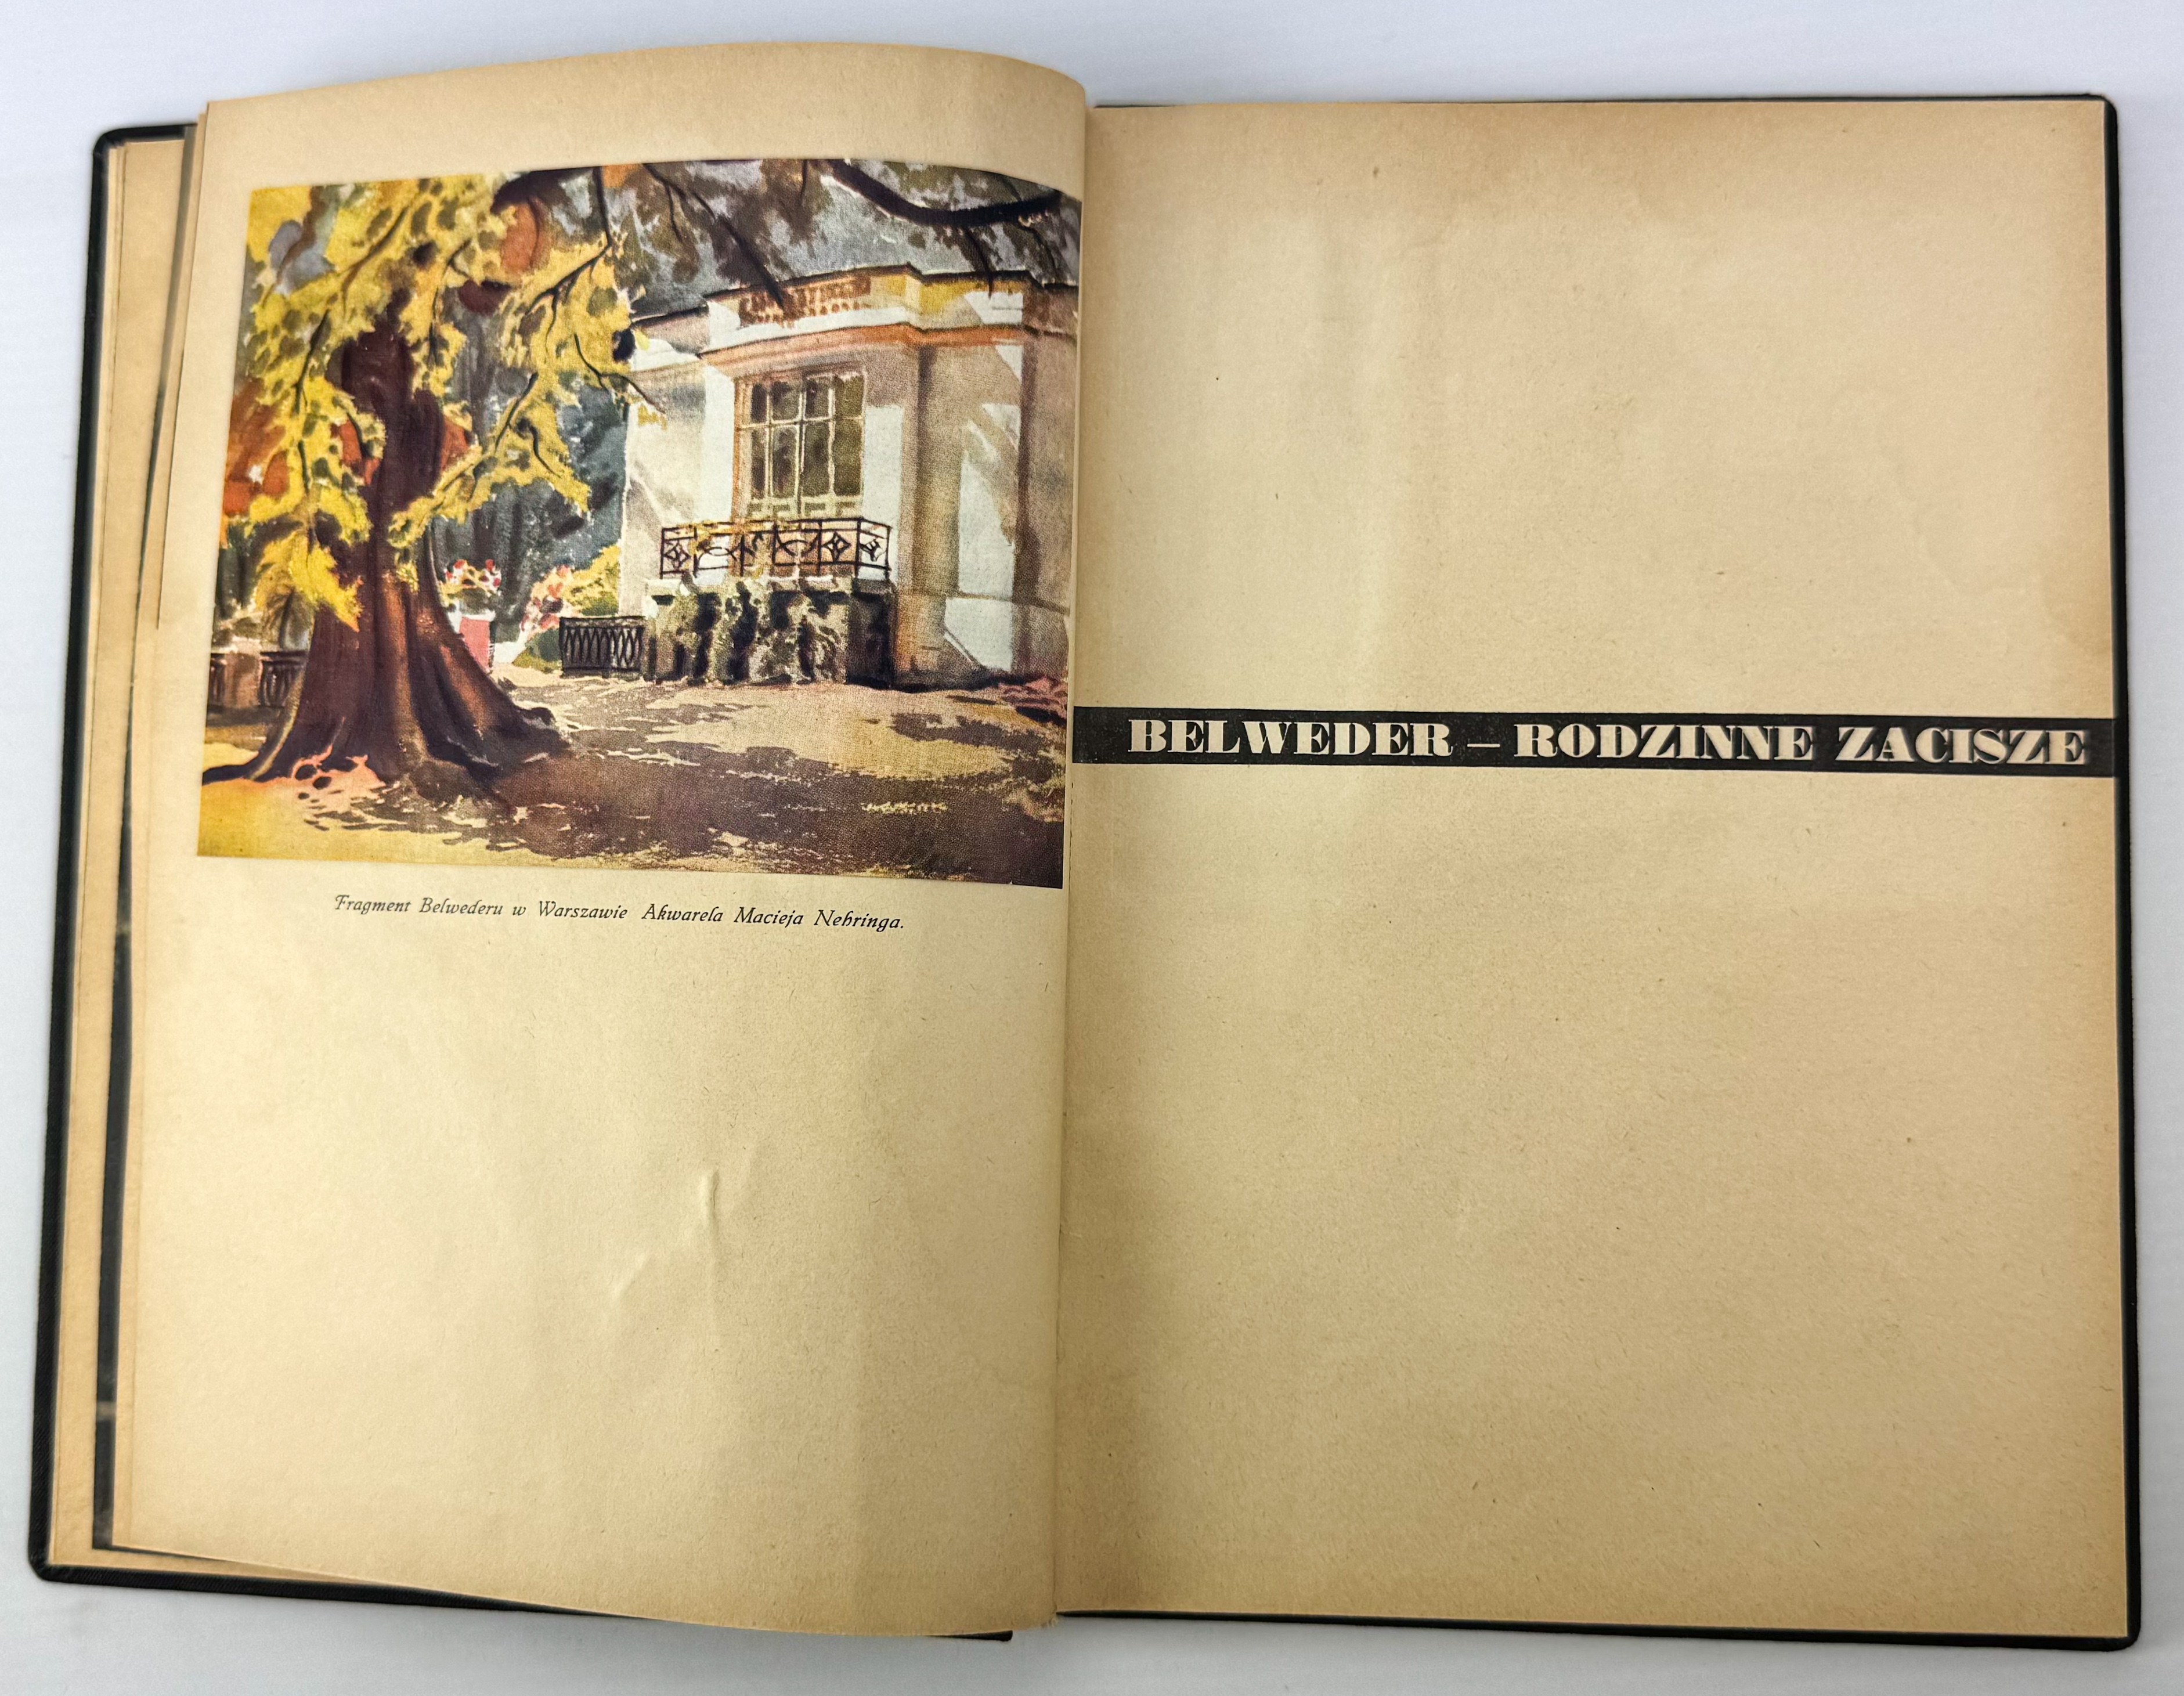 Fragment Belwederu w Warszawie Akwarela Macieja Nehringa.
BELWEDER – RODZINNE ZACISZE